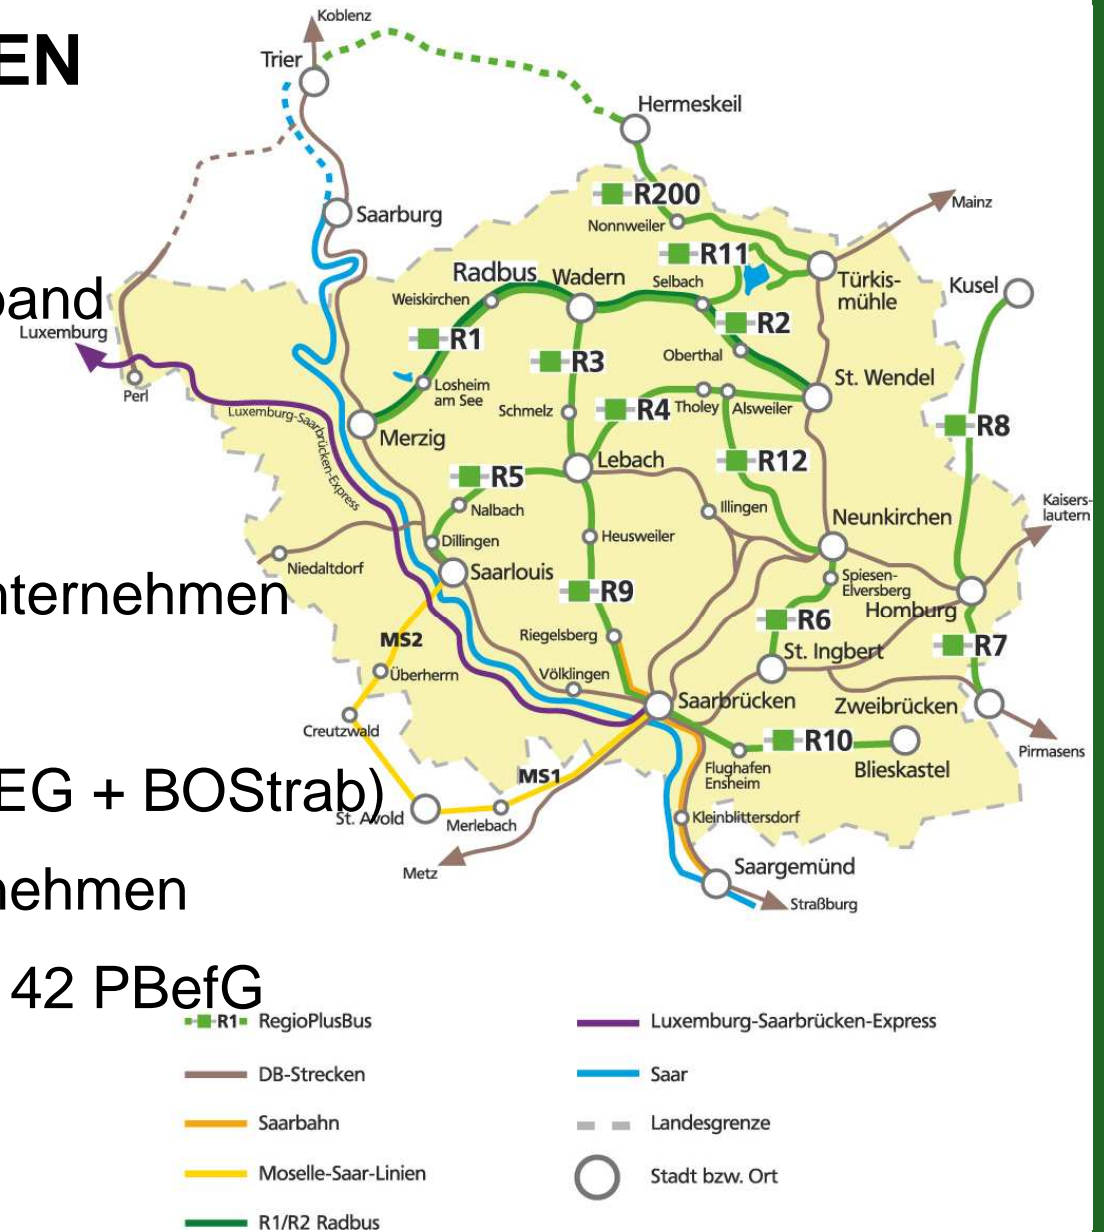 EN
band
nternehmen
EG + BOStrab)
nehmen
42 PBefG
Koblenz
Trier
Hermeskeil
R200
Nonnweiler
Mainz
Saarburg
R11
Radbus
Wadern
Selbach
Türkis-
mühle
Kusel
Weiskirchen
Luxemburg
R1
R2
Oberthal
R3
Perl
Losheim
am See
St. Wendel
Luxemburg-Saarbrücken-Express
Schmelz
R4
Tholey
Alsweiler
R8
Merzig
Lebach
R12
R5
Nalbach
Illingen
Kaisers-
lautern
Neunkirchen
Dillingen
Heusweiler
Niedaltdorf
Saarlouis
Spiesen-
Elversberg
Homburg
R9
R6
Riegelsberg
MS2
St. Ingbert
R7
Überherrn
Völklingen
Saarbrücken
Zweibrücken
Creutzwald
R10
Pirmasens
Flughafen
Ensheim
Blieskastel
MS1
St. Avold
Merlebach
Kleinblittersdorf
Metz
Saargemünd
Straßburg
R1 RegioPlusBus
DB-Strecken
Saarbahn
Moselle-Saar-Linien
R1/R2 Radbus
Luxemburg-Saarbrücken-Express
Saar
Landesgrenze
Stadt bzw. Ort